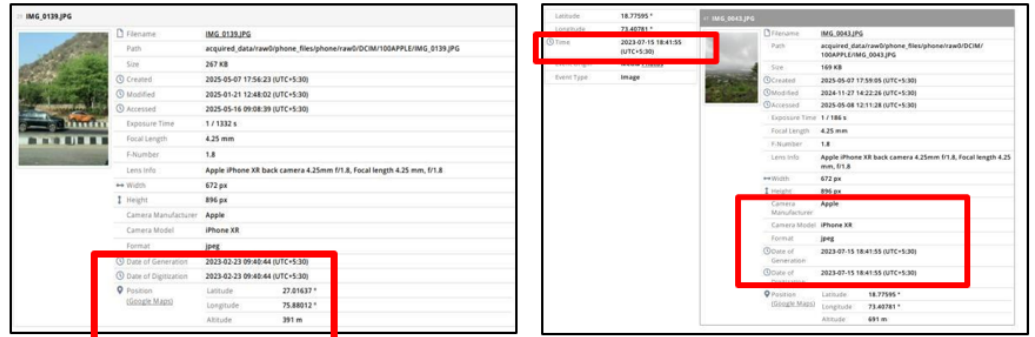 IMG_0139.JPG
Filename IMG_0139.JPG
Path acquired_data/raw0/phone_files/phone/raw0/DCIM/100APPLE/IMG_0139.JPG
Size 267 KB
Created 2025-05-07 17:56:23 (UTC+5:30)
Modified 2025-01-21 12:48:02 (UTC+5:30)
Accessed 2025-05-16 09:08:39 (UTC+5:30)
Exposure Time 1 / 1332 s
Focal Length 4.25 mm
F-Number 1.8
Lens Info Apple iPhone XR back camera 4.25mm f/1.8, Focal length 4.25 mm, f/1.8
Width 672 px
Height 896 px
Camera Manufacturer Apple
Camera Model iPhone XR
Format jpeg
Date of Generation 2023-02-23 09:40:44 (UTC+5:30)
Date of Digitization 2023-02-23 09:40:44 (UTC+5:30)
Position Latitude 27.01637 °
(Google Maps) Longitude 75.88012 °
Altitude 391 m
Latitude 18.77595 °
Longitude 73.40781 °
Time 2023-07-15 18:41:55
(UTC+5:30)
Event Type Image
IMG_0043.JPG
Filename IMG_0043.JPG
Path acquired_data/raw0/phone_files/phone/raw0/DCIM/
100APPLE/IMG_0043.JPG
Size 169 KB
Created 2025-05-07 17:59:05 (UTC+5:30)
Modified 2024-11-27 14:22:26 (UTC+5:30)
Accessed 2025-05-08 12:11:28 (UTC+5:30)
Exposure Time 1 / 186 s
Focal Length 4.25 mm
F-Number 1.8
Lens Info Apple iPhone XR back camera 4.25mm f/1.8, Focal length 4.25
mm, f/1.8
Width 672 px
Height 896 px
Camera Apple
Manufacturer
Camera Model iPhone XR
Format jpeg
Date of 2023-07-15 18:41:55 (UTC+5:30)
Generation
Date of 2023-07-15 18:41:55 (UTC+5:30)
Position Latitude 18.77595 °
(Google Maps) Longitude 73.40781 °
Altitude 691 m